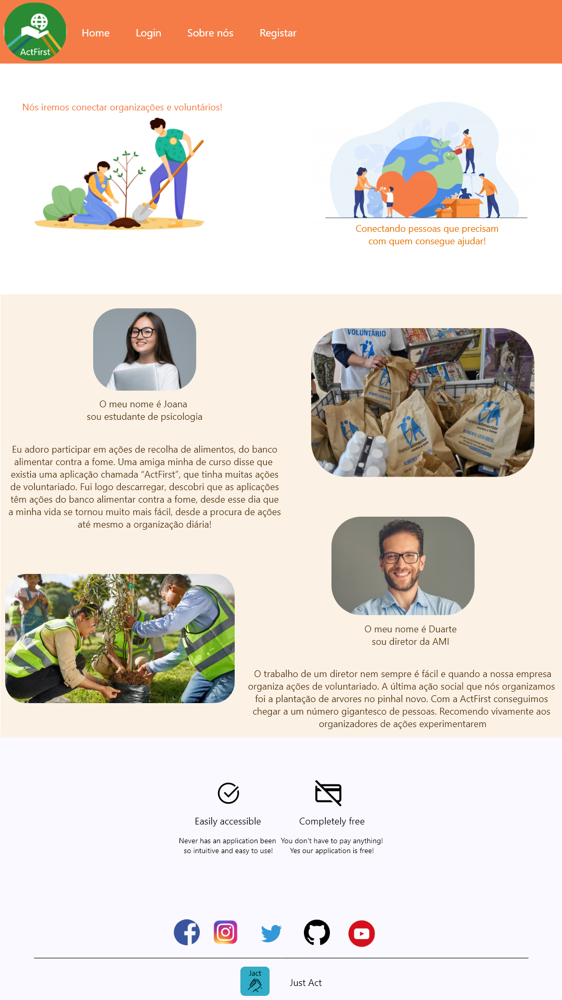 ActFirst
Home
Login
Sobre nós
Registar
Nós iremos conectar organizações e voluntários!
Conectando pessoas que precisam
com quem consegue ajudar!
O meu nome é Joana
sou estudante de psicologia
VOLUNTÁRIO
Bancoalimentar
contra a fome
ALIMENTE ESTA IDEIA.
Bancoalimentar
contra a fome
ALIMENTE ESTA IDEIA.
Eu adoro participar em ações de recolha de alimentos, do banco
alimentar contra a fome. Uma amiga minha de curso disse que
existia uma aplicação chamada “ActFirst”, que tinha muitas ações
de voluntariado. Fui logo descarregar, descobri que as aplicações
têm ações do banco alimentar contra a fome, desde esse dia que
a minha vida se tornou muito mais fácil, desde a procura de ações
até mesmo a organização diária!
O meu nome é Duarte
sou diretor da AMI
O trabalho de um diretor nem sempre é fácil e quando a nossa empresa
organiza ações de voluntariado. A última ação social que nós organizamos
foi a plantação de arvores no pinhal novo. Com a ActFirst conseguimos
chegar a um número gigantesco de pessoas. Recomendo vivamente aos
organizadores de ações experimentarem
Easily accessible
Never has an application been
so intuitive and easy to use!
Completely free
You don't have to pay anything!
Yes our application is free!
Jact
Just Act